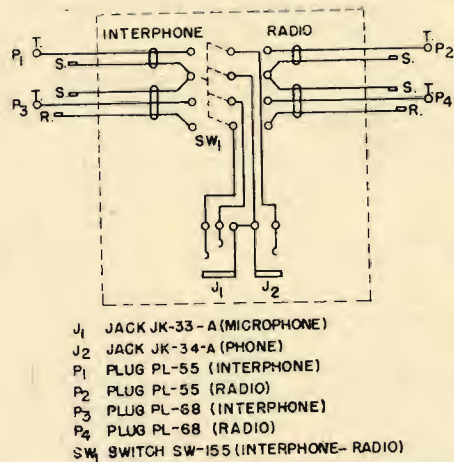 INTERPHONE RADIO
P1 T. T. P2
S. S.
S. S.
P3 T. T. P4
R. R.
SW1
J1 J2
J1 JACK JK-33-A (MICROPHONE)
J2 JACK JK-34-A (PHONE)
P1 PLUG PL-55 (INTERPHONE)
P2 PLUG PL-55 (RADIO)
P3 PLUG PL-68 (INTERPHONE)
P4 PLUG PL-68 (RADIO)
SW1 SWITCH SW-155 (INTERPHONE-RADIO)